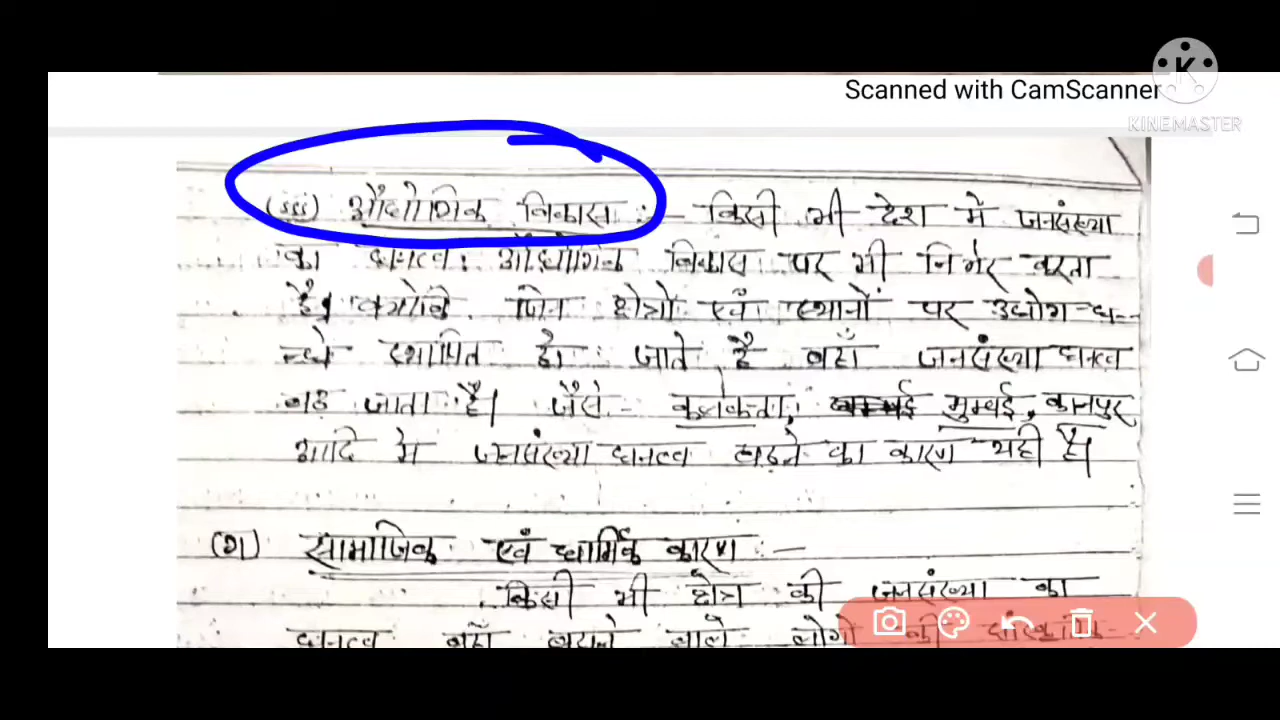 Scanned with CamScanner
KINEMASTER
(iii) औद्योगिक विकास :- किसी भी देश में जनसंख्या
का घनत्व औद्योगिक विकास पर भी निर्भर करता
है। क्योकि जिन क्षेत्रो एवं स्थानों पर उद्योग-ध-
न्धे स्थापित हो जाते है वहाँ जनसंख्या घनत्व
बढ़ जाता है। जैसे - कलकत्ता, मुम्बई, कानपुर
आदि मे जनसंख्या घनत्व बढ़ने का कारण यही है।
सामाजिक एवं धार्मिक कारण :-
किसी भी क्षेत्र की जनसंख्या का
घनत्व वहाँ बसने वाले लोगो की